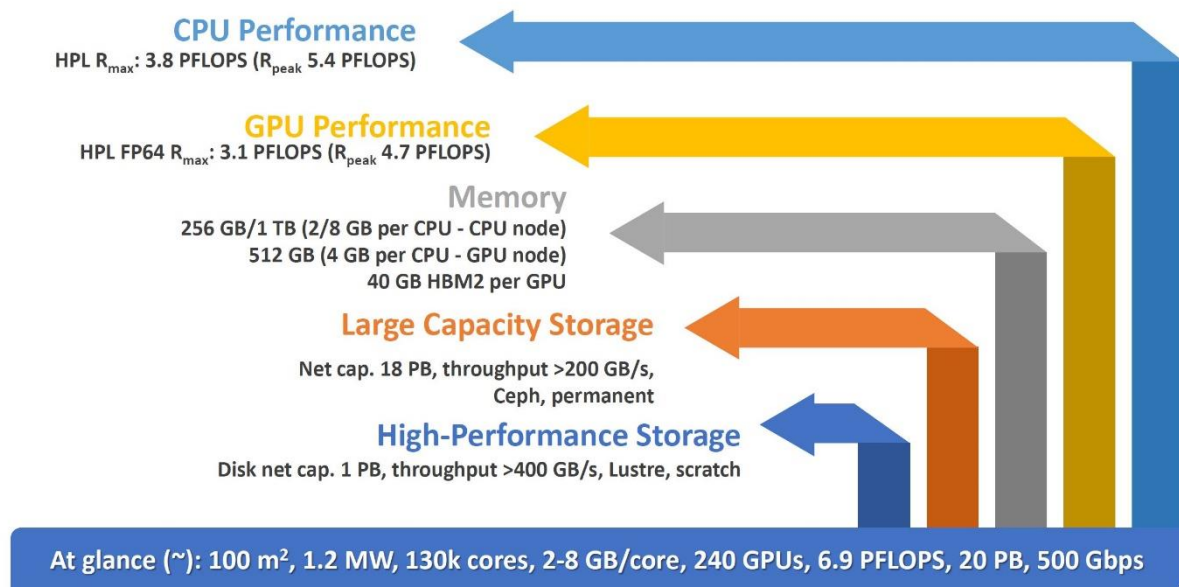 CPU Performance
HPL Rmax: 3.8 PFLOPS (Rpeak 5.4 PFLOPS)
GPU Performance
HPL FP64 Rmax: 3.1 PFLOPS (Rpeak 4.7 PFLOPS)
Memory
256 GB/1 TB (2/8 GB per CPU - CPU node)
512 GB (4 GB per CPU - GPU node)
40 GB HBM2 per GPU
Large Capacity Storage
Net cap. 18 PB, throughput >200 GB/s,
Ceph, permanent
High-Performance Storage
Disk net cap. 1 PB, throughput >400 GB/s, Lustre, scratch
At glance (~): 100 m², 1.2 MW, 130k cores, 2-8 GB/core, 240 GPUs, 6.9 PFLOPS, 20 PB, 500 Gbps